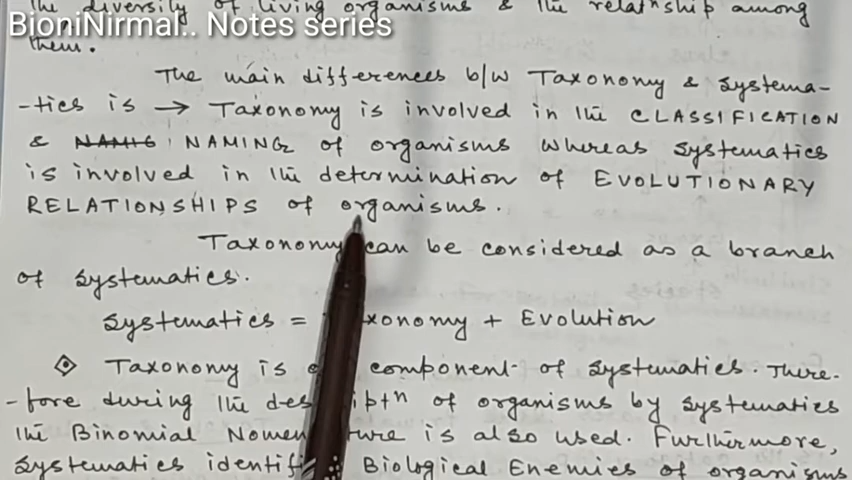 the diversity of living organisms & the relatnship among
BioniNirmal.. Notes series
them.
The main differences b/w Taxonomy & Systema-
-tics is → Taxonomy is involved in the CLASSIFICATION
& NAMING of organisms whereas systematics
is involved in the determination of EVOLUTIONARY
RELATIONSHIPS of organisms.
Taxonomy can be considered as a branch
of systematics.
Systematics = xonomy + Evolution
Taxonomy is component of systematics. There-
-fore during the des iptn of organisms by systematics
the Binomial Nomen ture is also used. Furthermore,
systematics identif Biological Enemies of organisms